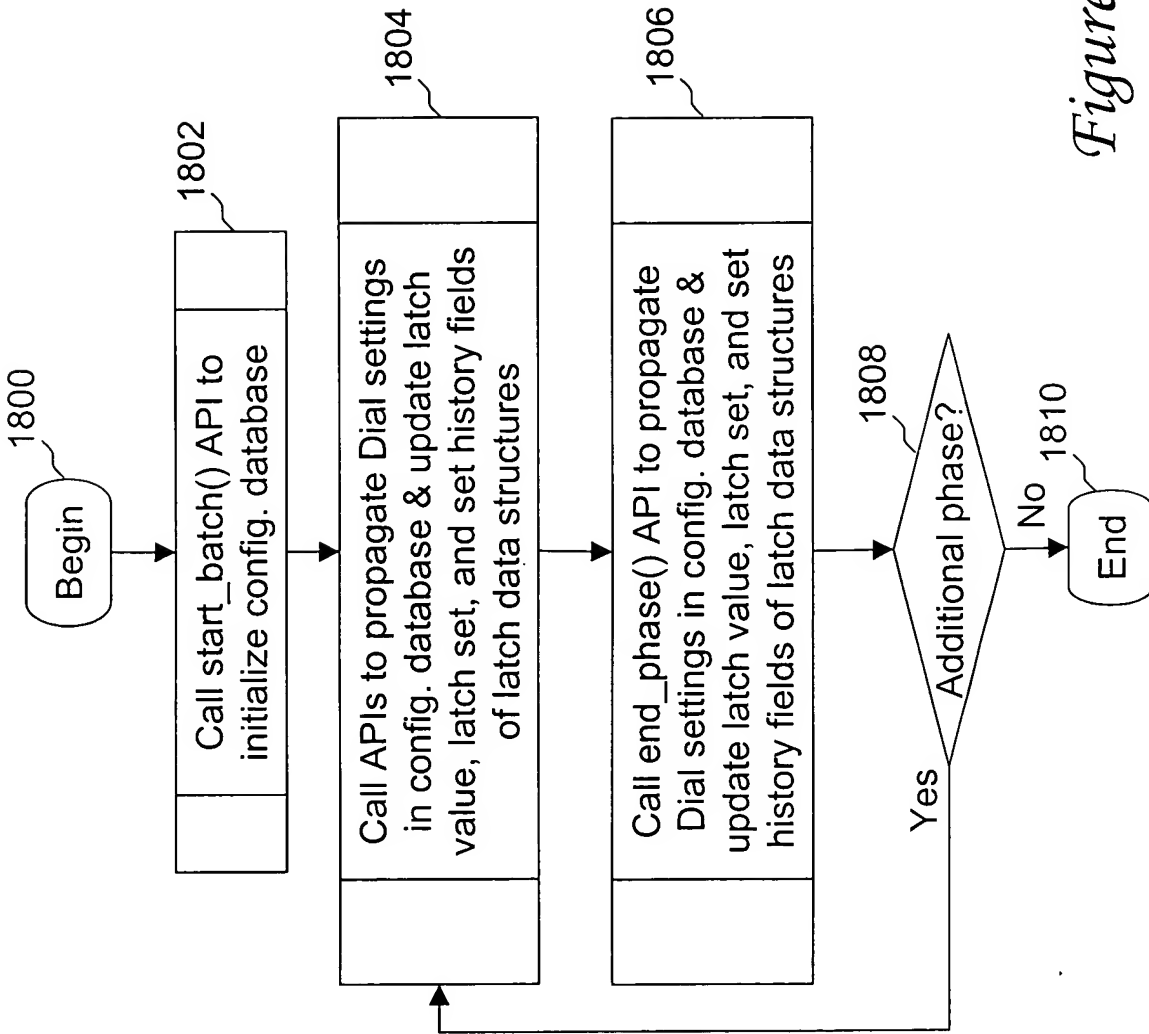 1800
Begin
1802
Call start_batch() API to
initialize config. database
1804
Call APIs to propagate Dial settings
in config. database & update latch
value, latch set, and set history fields
of latch data structures
1806
Call end_phase() API to propagate
Dial settings in config. database &
update latch value, latch set, and set
history fields of latch data structures
1808
Additional phase?
Yes
No
1810
End
Figure